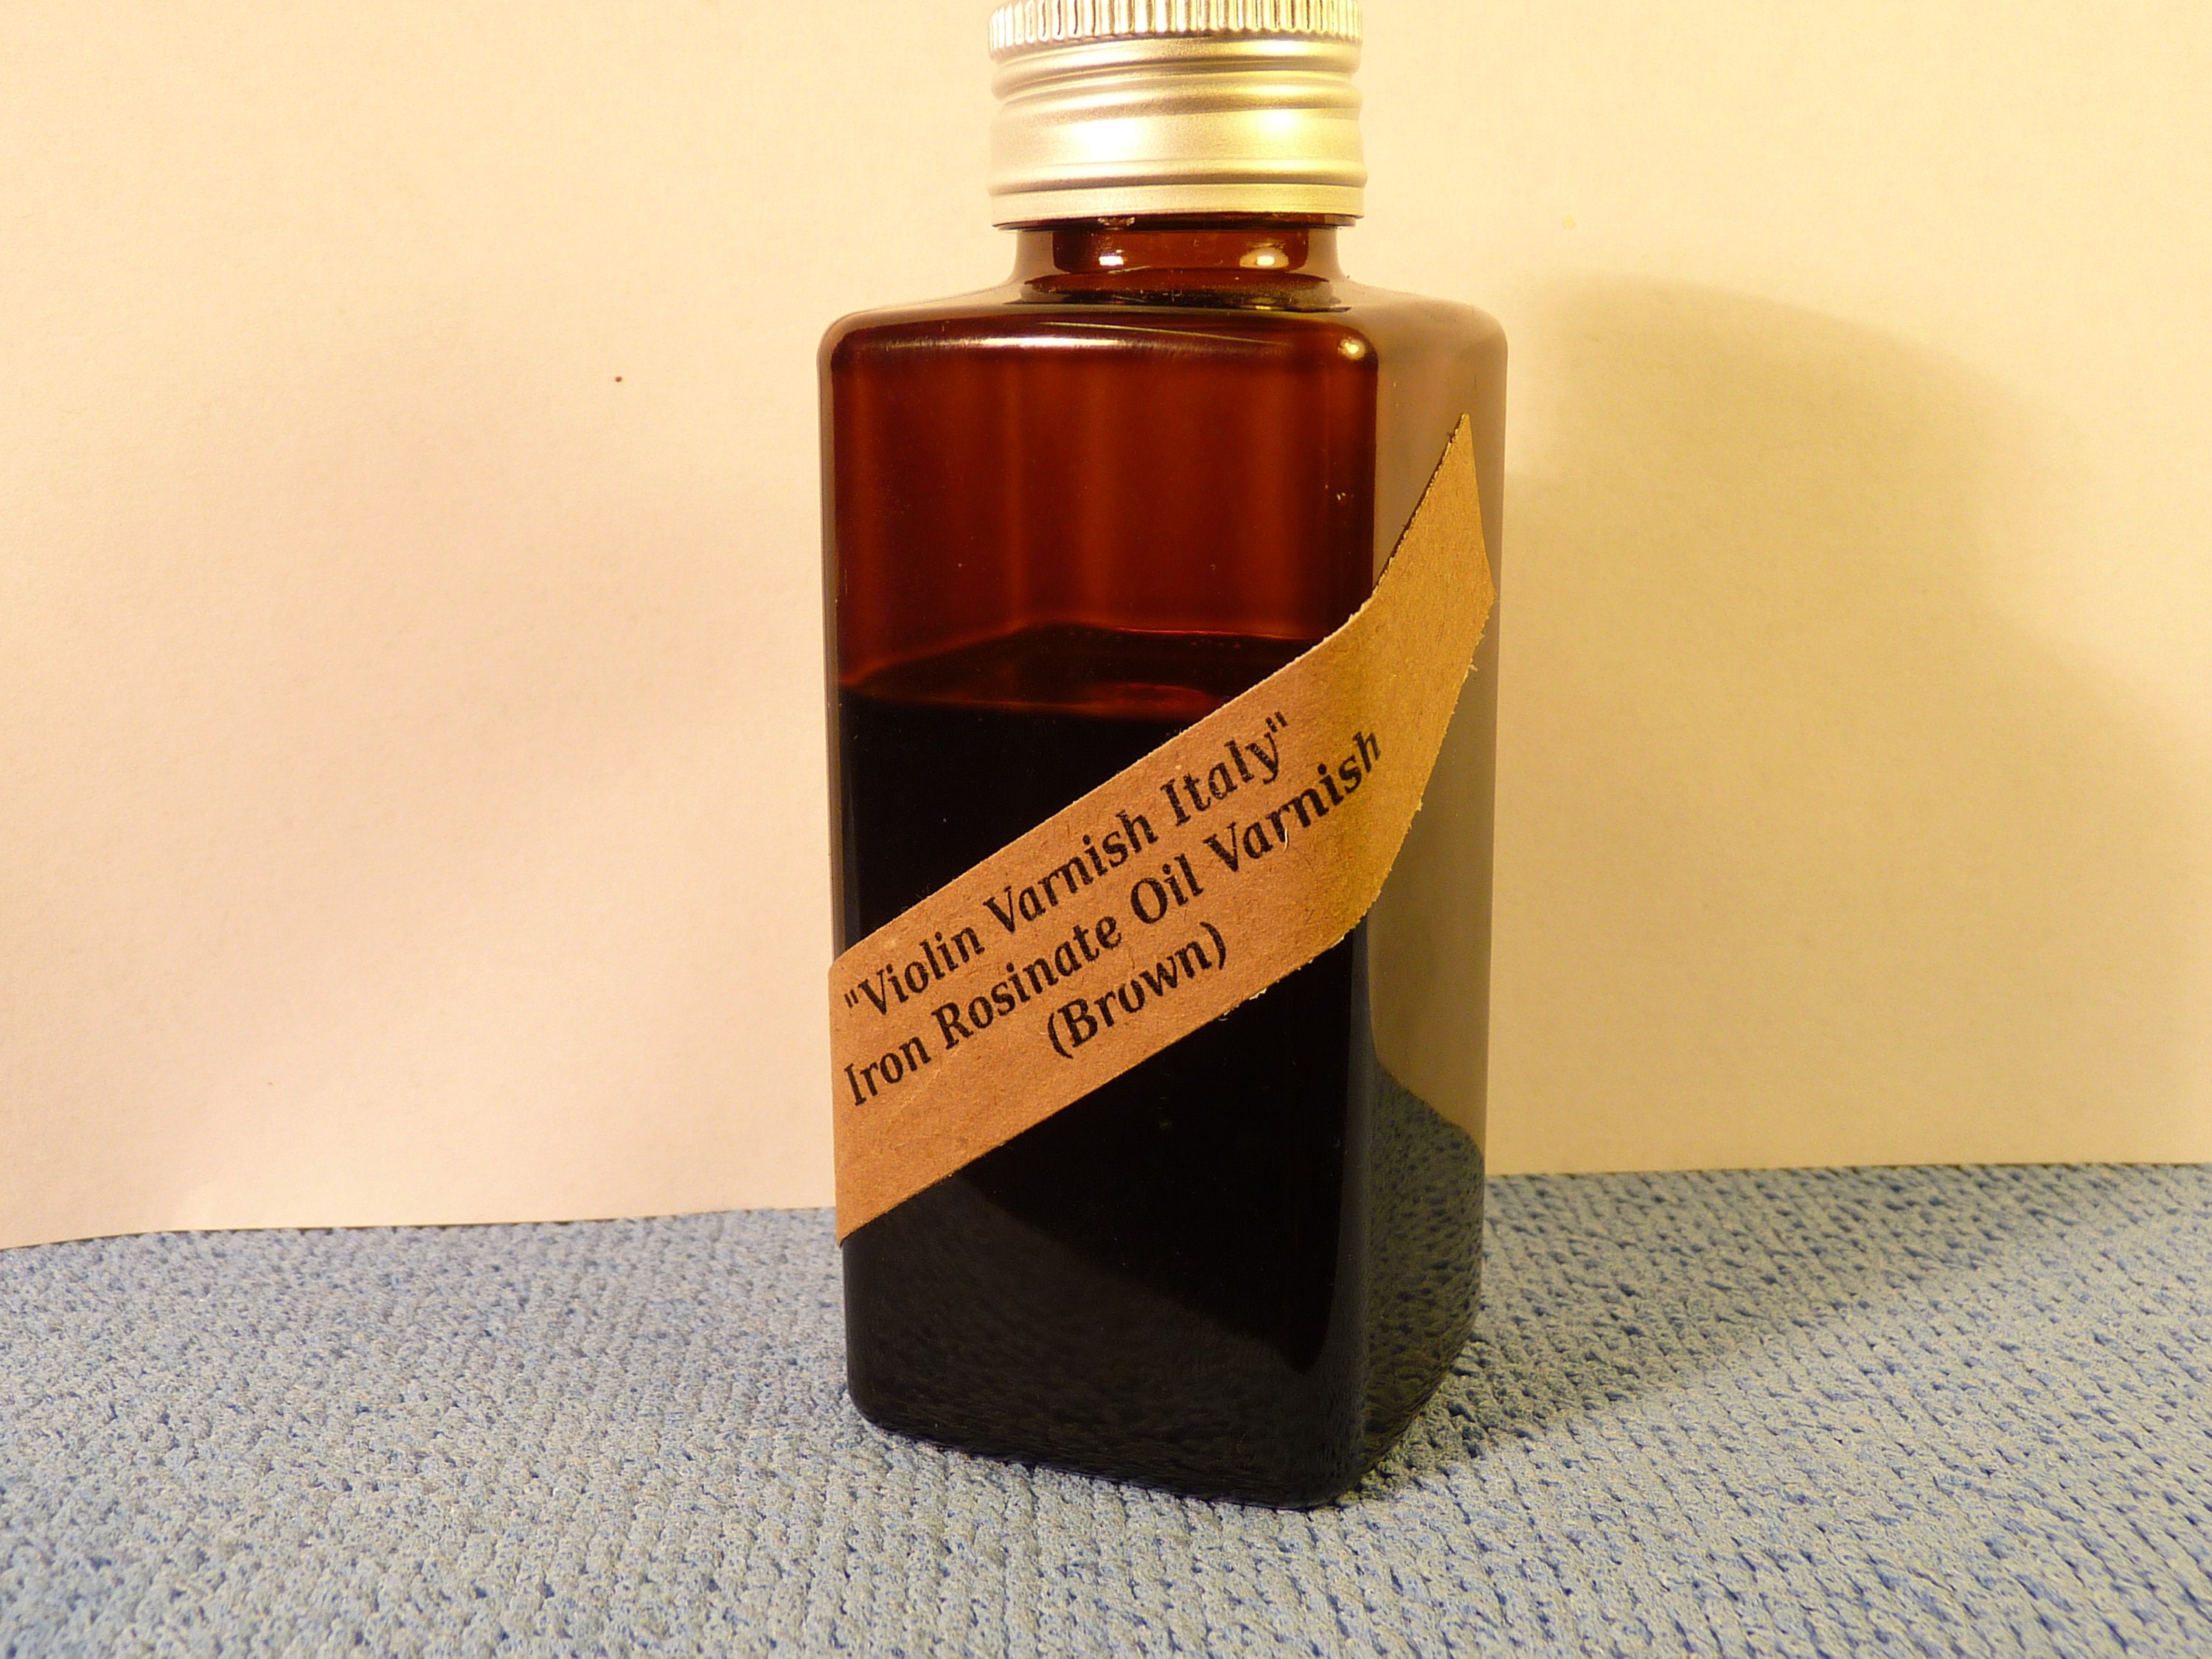 "Violin Varnish Italy"
Iron Rosinate Oil Varnish
(Brown)